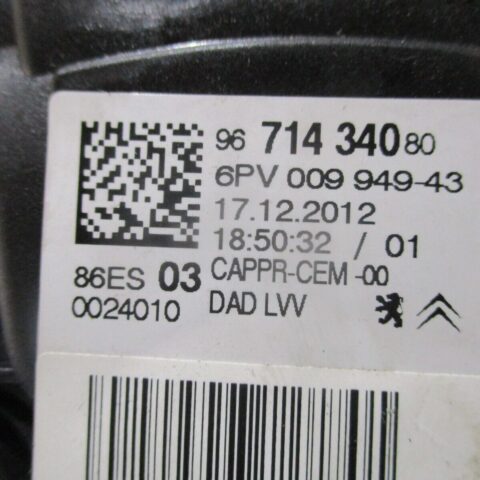 96 714 340 80
6PV 009 949-43
17.12.2012
18:50:32 / 01
86ES 03 CAPPR-CEM -00
0024010 DAD LVV